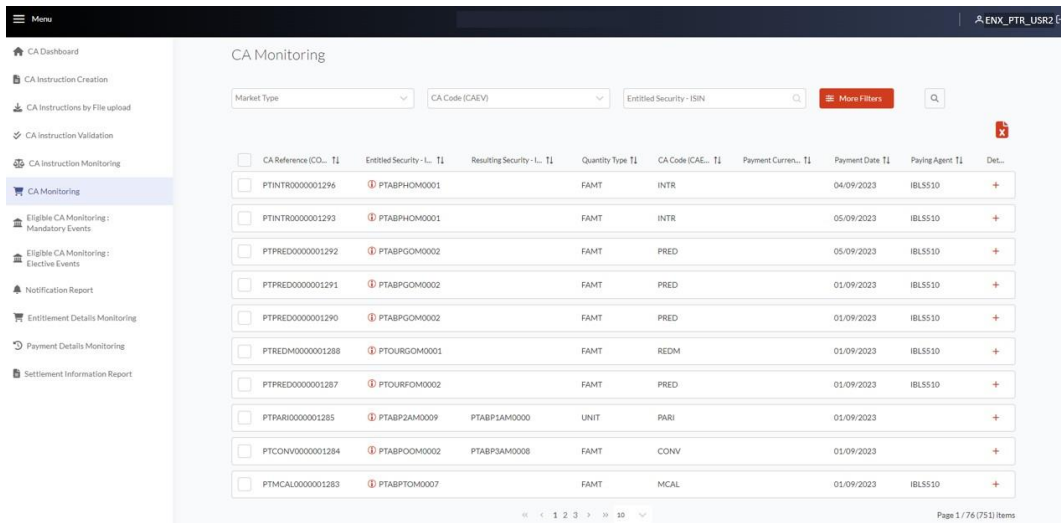 Menu
ENX_PTR_USR2
CA Dashboard
CA Instruction Creation
CA Instructions by File upload
CA instruction Validation
CA Instruction Monitoring
CA Monitoring
Eligible CA Monitoring :
Mandatory Events
Eligible CA Monitoring :
Elective Events
Notification Report
Entitlement Details Monitoring
Payment Details Monitoring
Settlement Information Report
CA Monitoring
Market Type CA Code (CAEV) Entitled Security - ISIN More Filters
CA Reference (CO... Entitled Security - I... Resulting Security - I... Quantity Type CA Code (CAE... Payment Curren... Payment Date Paying Agent Det...
PTINTR0000001296 PTABPHOM0001 FAMT INTR 04/09/2023 IBLS510 +
PTINTR0000001293 PTABPHOM0001 FAMT INTR 05/09/2023 IBLS510 +
PTPRED0000001292 PTABPGOM0002 FAMT PRED 05/09/2023 IBLS510 +
PTPRED0000001291 PTABPGOM0002 FAMT PRED 01/09/2023 IBLS510 +
PTPRED0000001290 PTABPGOM0002 FAMT PRED 01/09/2023 IBLS510 +
PTREDM0000001288 PTOURGOM0001 FAMT REDM 01/09/2023 IBLS510 +
PTPRED0000001287 PTOURFOM0002 FAMT PRED 01/09/2023 IBLS510 +
PTPARI0000001285 PTABP2AM0009 PTABP1AM0000 UNIT PARI 01/09/2023 +
PTCONV0000001284 PTABPOOM0002 PTABP3AM0008 FAMT CONV 01/09/2023 +
PTMCAL0000001283 PTABPTOM0007 FAMT MCAL 01/09/2023 IBLS510 +
« ‹ 1 2 3 › » 10 Page 1 / 76 (751) items